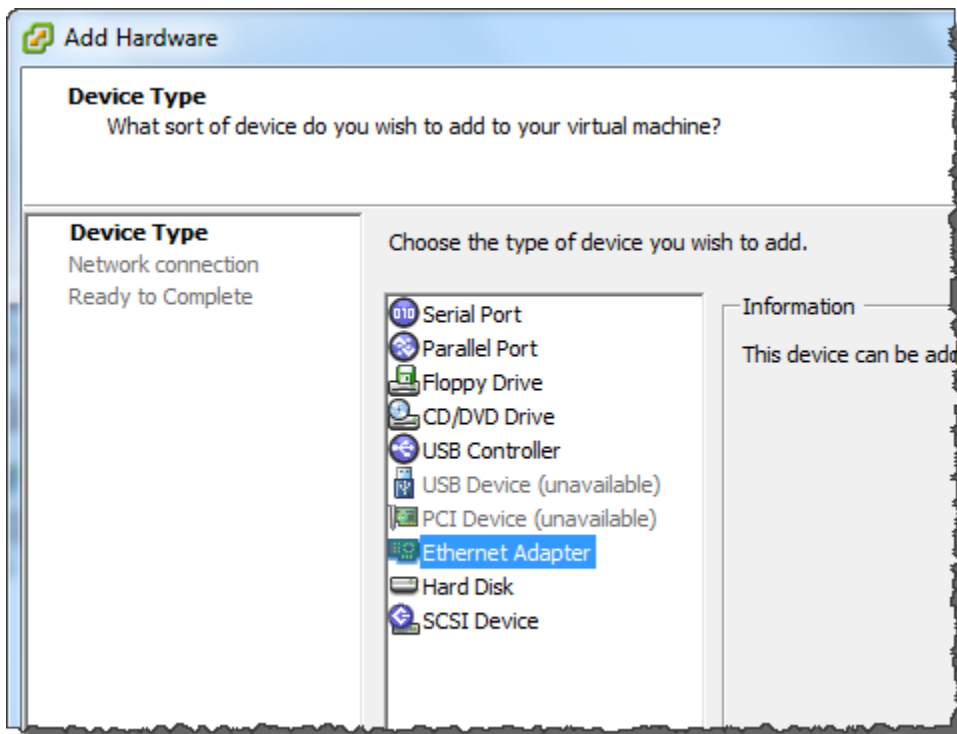 Add Hardware
Device Type
What sort of device do you wish to add to your virtual machine?
Device Type
Network connection
Ready to Complete
Choose the type of device you wish to add.
Serial Port
Parallel Port
Floppy Drive
CD/DVD Drive
USB Controller
USB Device (unavailable)
PCI Device (unavailable)
Ethernet Adapter
Hard Disk
SCSI Device
Information
This device can be